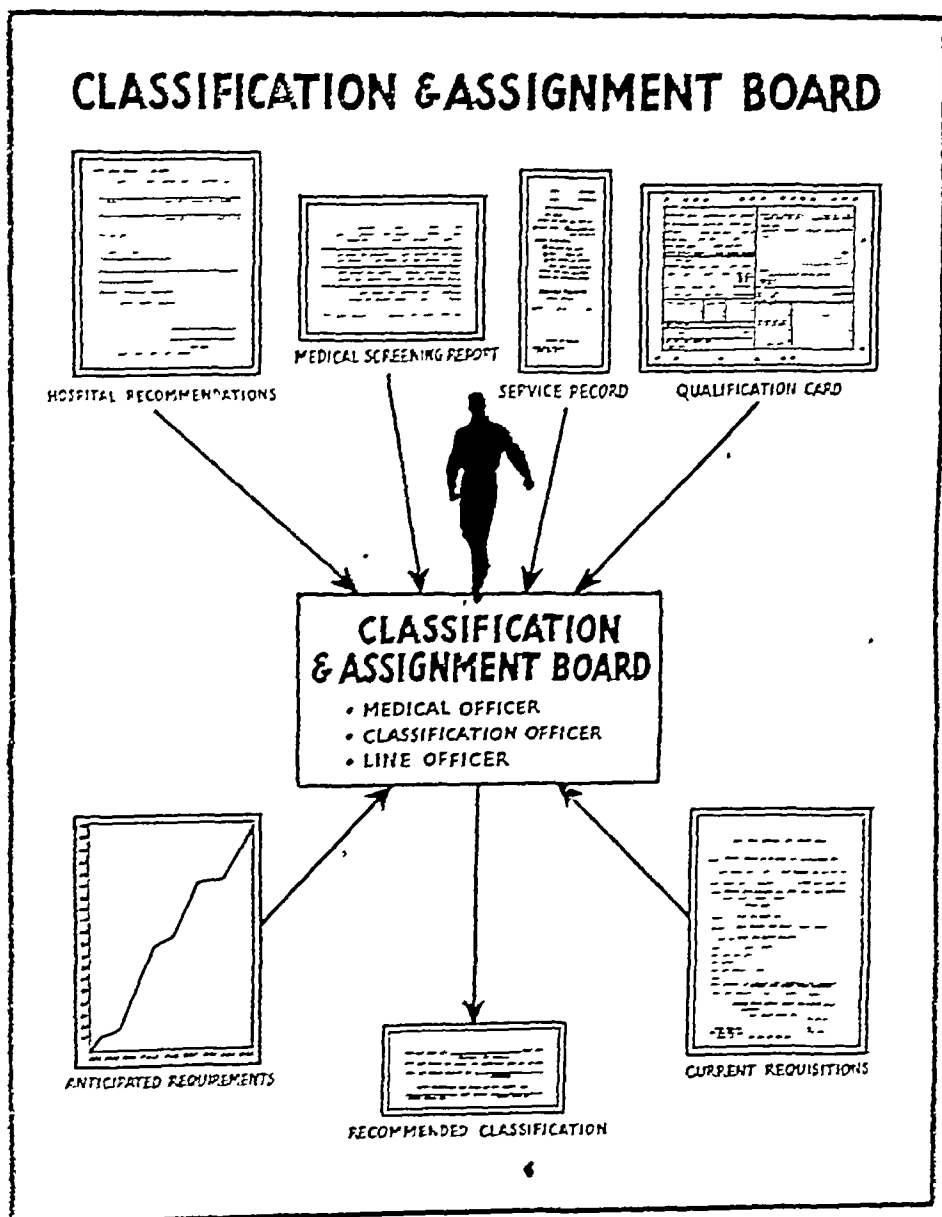 CLASSIFICATION & ASSIGNMENT BOARD
HOSPITAL RECOMMENDATIONS
MEDICAL SCREENING REPORT
SERVICE RECORD
QUALIFICATION CARD
CLASSIFICATION
& ASSIGNMENT BOARD
• MEDICAL OFFICER
• CLASSIFICATION OFFICER
• LINE OFFICER
ANTICIPATED REQUIREMENTS
RECOMMENDED CLASSIFICATION
CURRENT REQUISITIONS